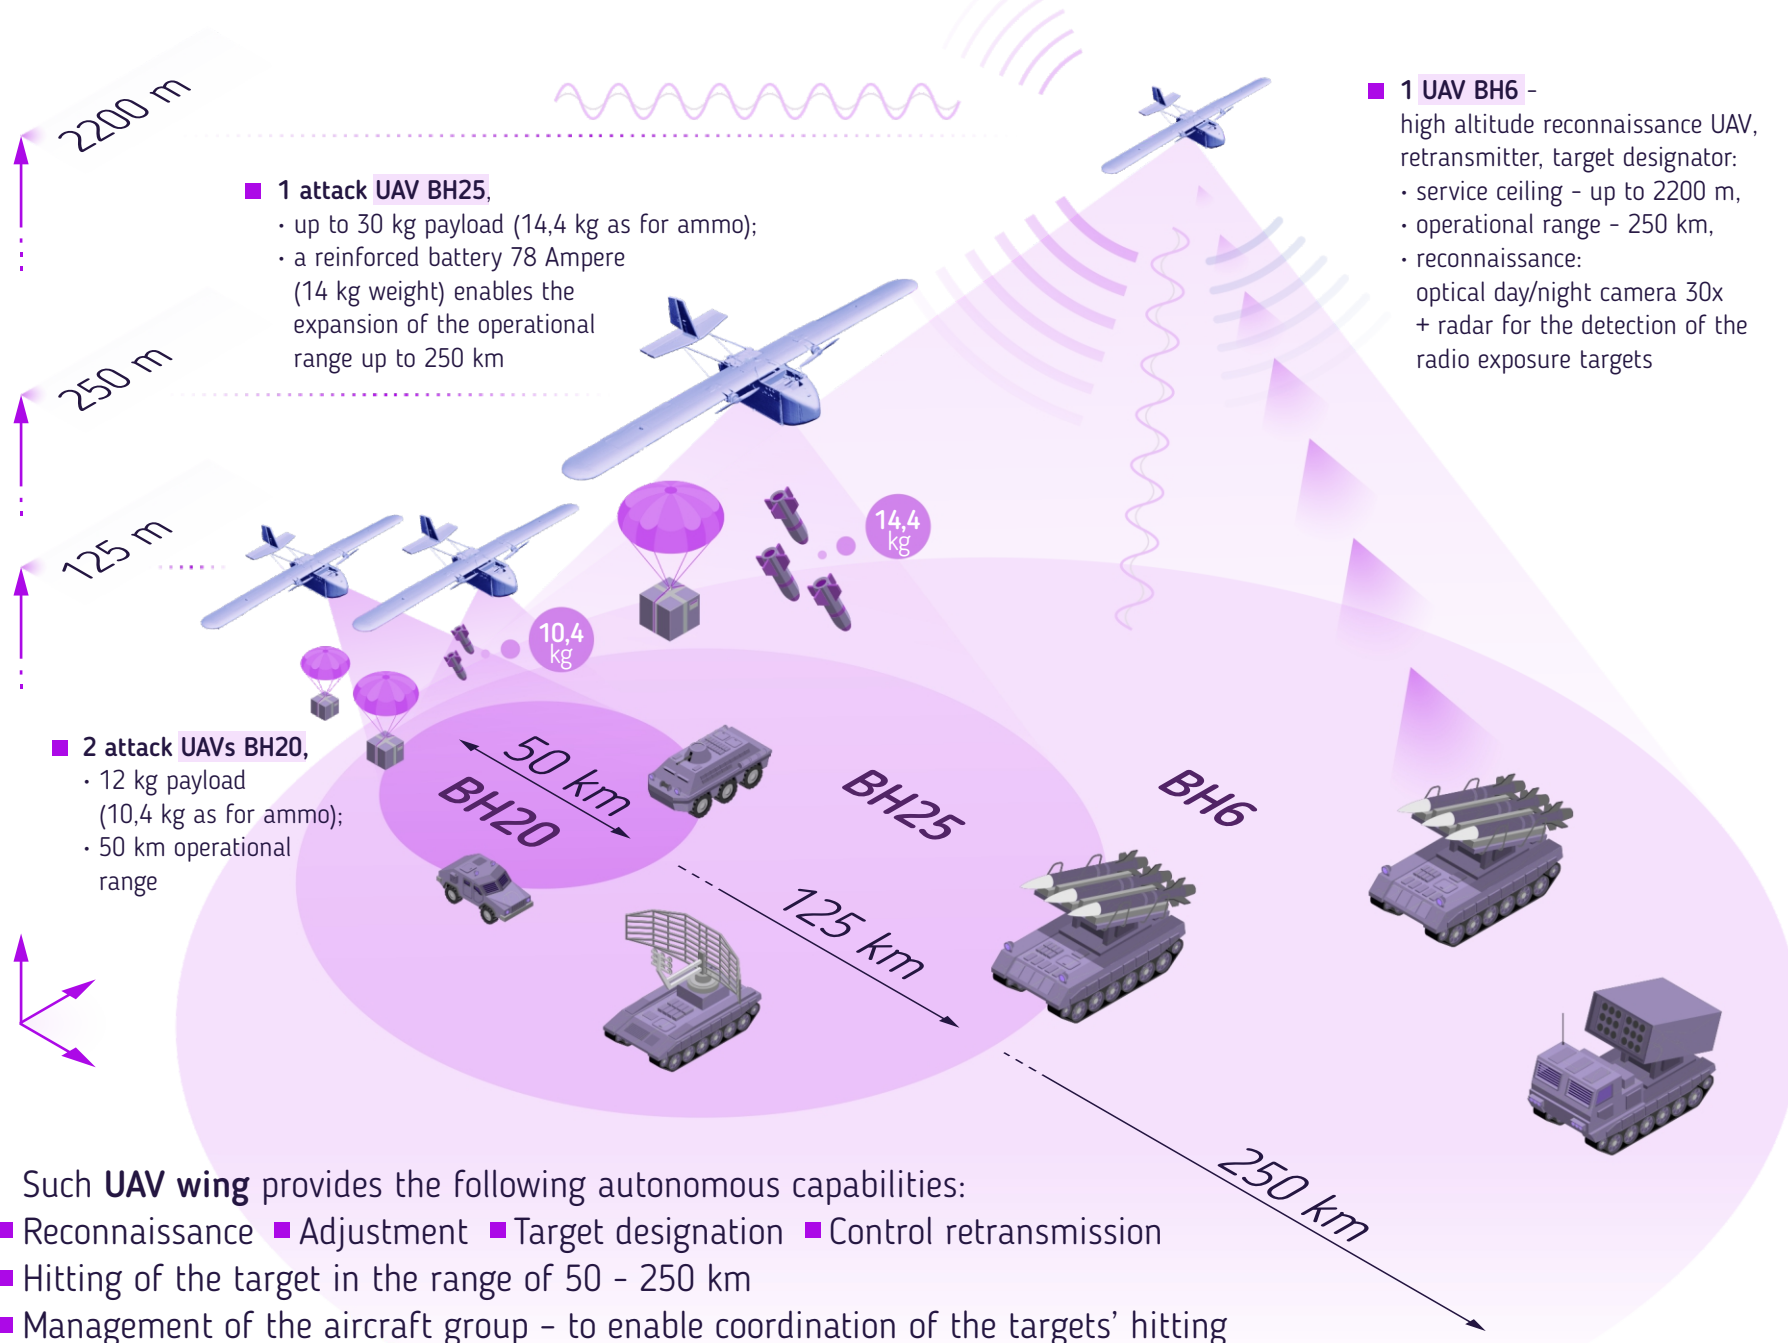 2200 m
1 UAV BH6 -
high altitude reconnaissance UAV,
retransmitter, target designator:
· service ceiling - up to 2200 m,
· operational range - 250 km,
· reconnaissance:
optical day/night camera 30x
+ radar for the detection of the
radio exposure targets
1 attack UAV BH25,
· up to 30 kg payload (14,4 kg as for ammo);
· a reinforced battery 78 Ampere
(14 kg weight) enables the
expansion of the operational
range up to 250 km
250 m
125 m
14,4
kg
10,4
kg
2 attack UAVs BH20,
· 12 kg payload
(10,4 kg as for ammo);
· 50 km operational
range
50 km
BH20
BH25
BH6
125 km
250 km
Such UAV wing provides the following autonomous capabilities:
Reconnaissance Adjustment Target designation Control retransmission
Hitting of the target in the range of 50 - 250 km
Management of the aircraft group - to enable coordination of the targets' hitting